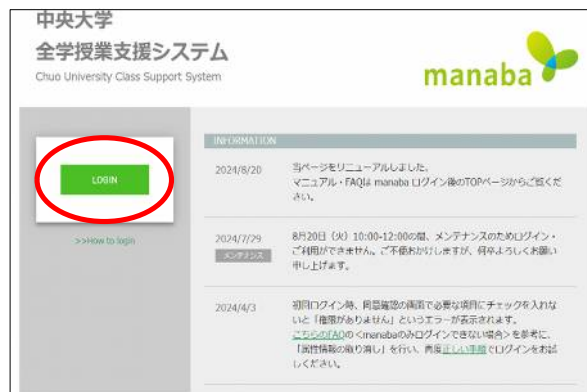 中央大学
全学授業支援システム
Chuo University Class Support System
manaba
LOGIN
>>How to login
INFORMATION
2024/8/20
当ページをリニューアルしました。
マニュアル・FAQは manaba ログイン後のTOPページからご覧くだ
さい。
2024/7/29
メンテナンス
8月20日（火）10:00-12:00の間、メンテナンスのためログイン・
ご利用ができません。ご不便おかけしますが、何卒よろしくお願い
申し上げます。
2024/4/3
初回ログイン時、同意確認の画面で必要な項目にチェックを入れな
いと「権限がありません」というエラーが表示されます。
こちらのFAQの＜manabaのみログインできない場合＞を参考に、
「属性情報の取り消し」を行い、再度正しい手順でログインをお試
しください。